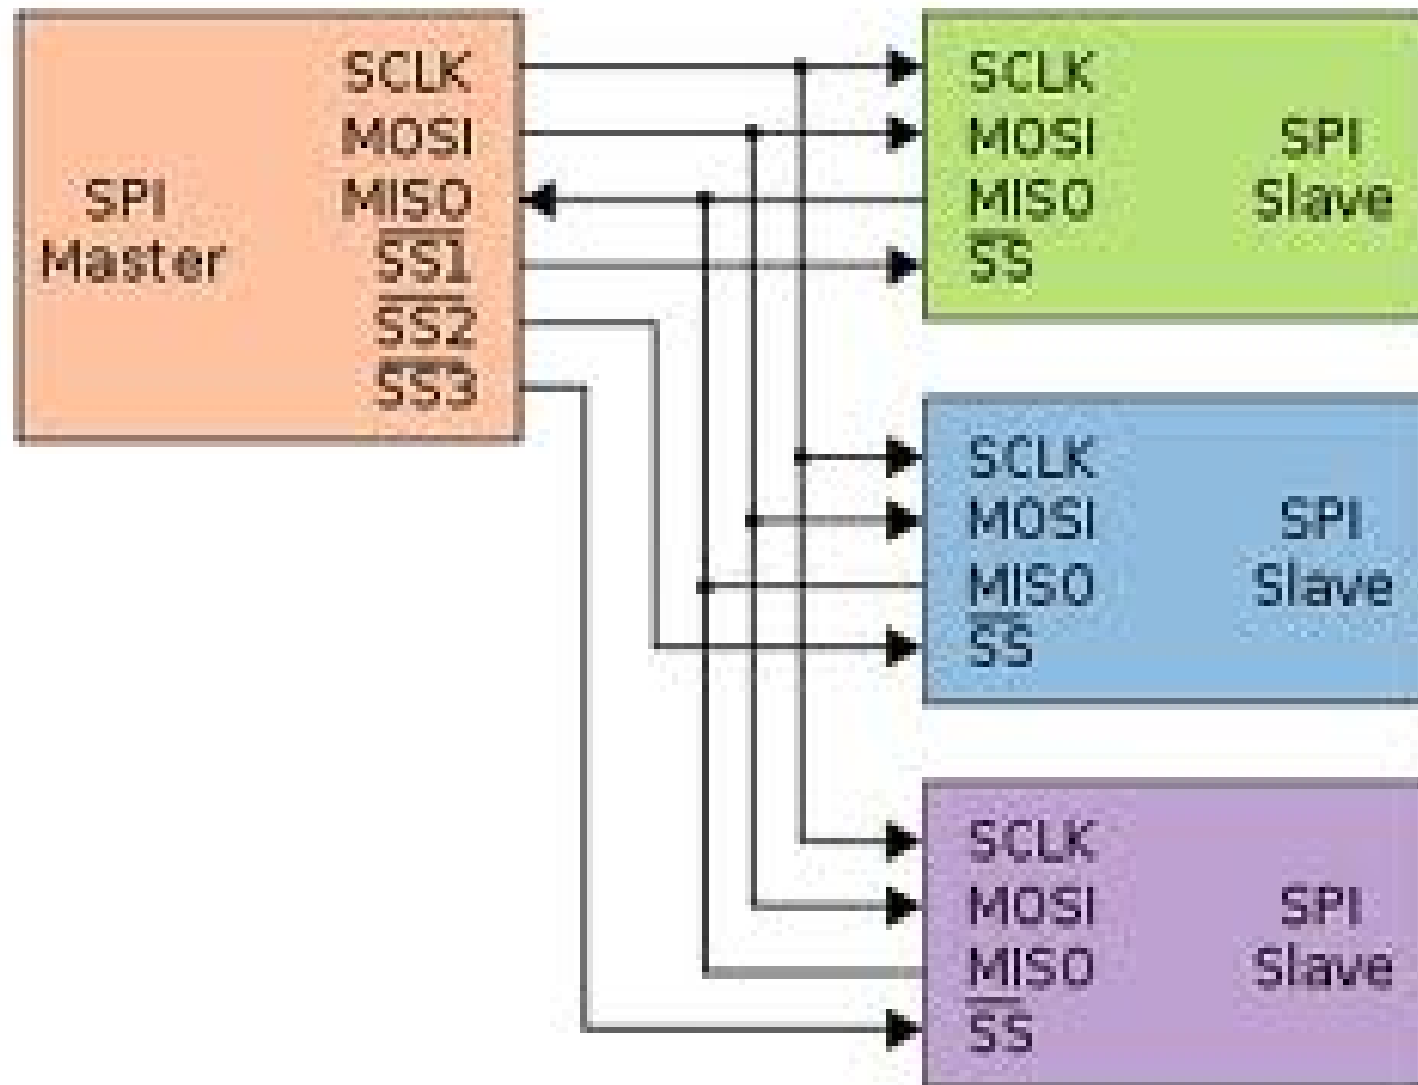 SCLK
MOSI
MISO
SS1
SS2
SS3
SPI
Master
SCLK
MOSI
MISO
SS
SPI
Slave
SCLK
MOSI
MISO
SS
SPI
Slave
SCLK
MOSI
MISO
SS
SPI
Slave